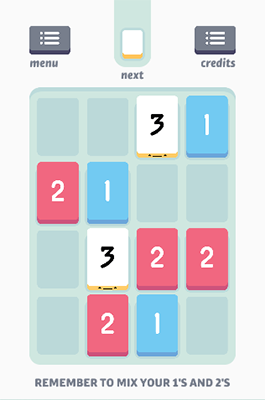 menu
credits
next
3 1
2 1
3 2 2
2 1
REMEMBER TO MIX YOUR 1'S AND 2'S